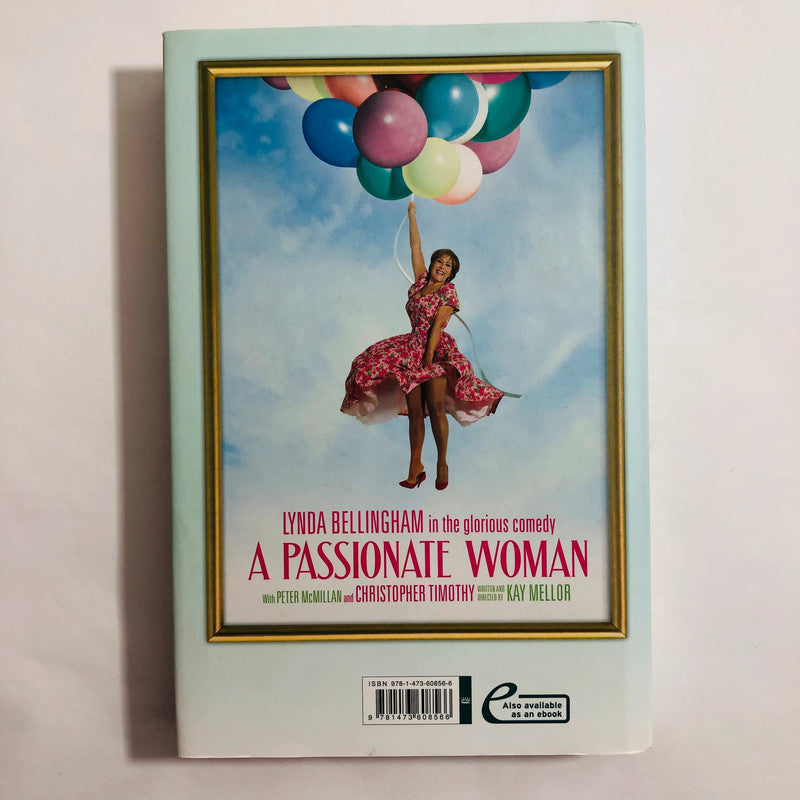 LYNDA BELLINGHAM in the glorious comedy
A PASSIONATE WOMAN
With PETER McMILLAN and CHRISTOPHER TIMOTHY WRITTEN AND DIRECTED BY KAY MELLOR
ISBN 978-1-473-60856-6
9 781473 608566
e Also available
as an ebook